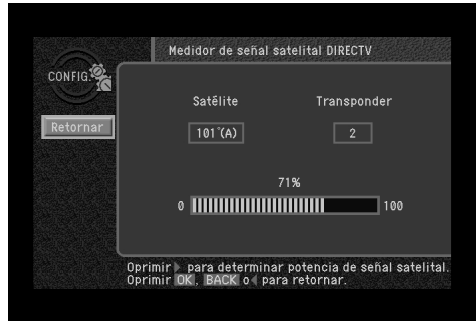 Medidor de señal satelital DIRECTV
CONFIG.
Satélite Transponder
Retornar
101°(A) 2
71%
0 100
Oprimir ▶ para determinar potencia de señal satelital.
Oprimir OK, BACK o ◀ para retornar.